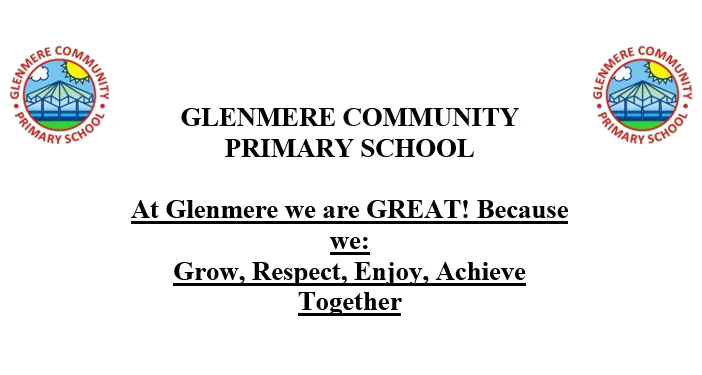 GLENMERE COMMUNITY
PRIMARY SCHOOL
GLENMERE COMMUNITY
PRIMARY SCHOOL
GLENMERE COMMUNITY
PRIMARY SCHOOL
At Glenmere we are GREAT! Because
we:
Grow, Respect, Enjoy, Achieve
Together